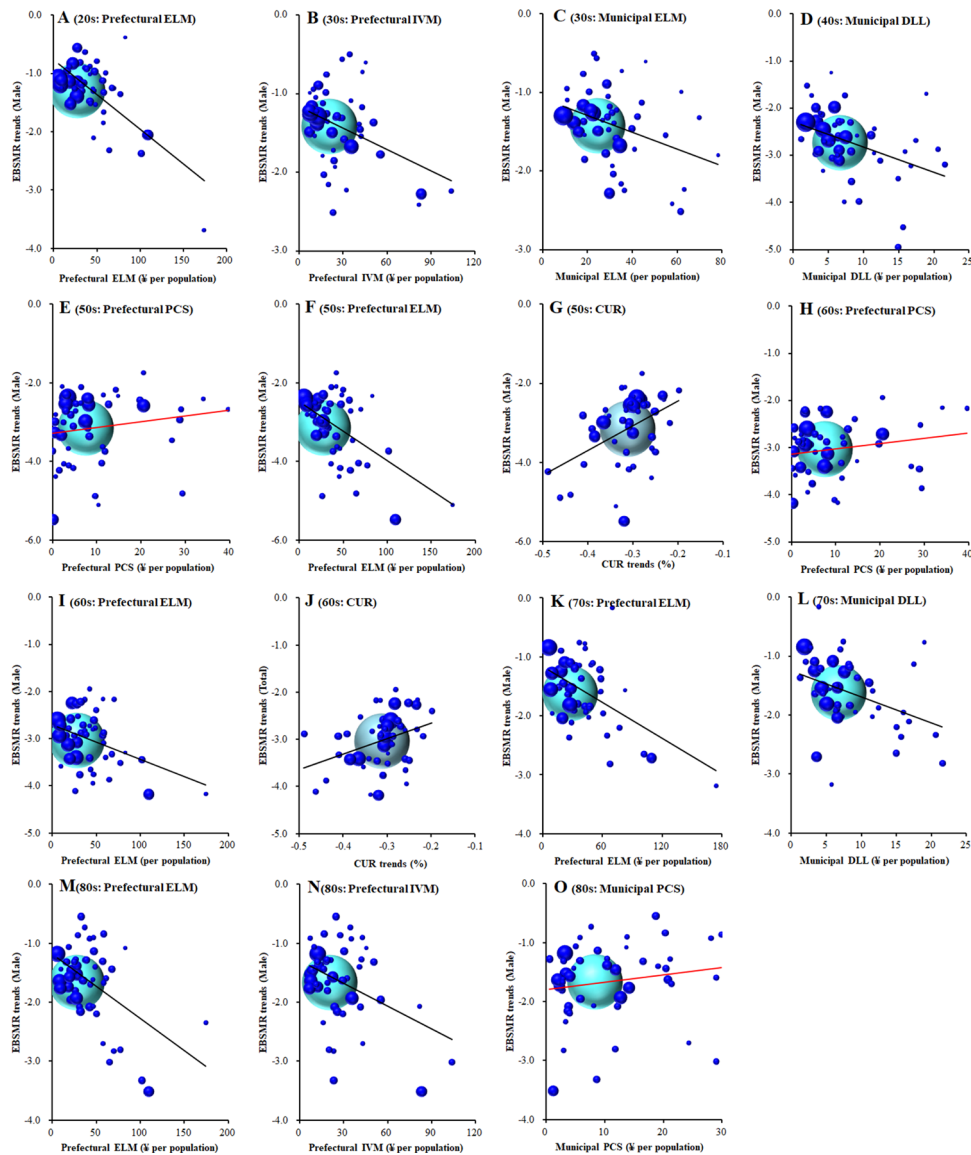 A (20s: Prefectural ELM)
0.0
-1.0
-2.0
-3.0
-4.0
0 50 100 150 200
EBSMR trends (Male)
Prefectural ELM (¥ per population)
B (30s: Prefectural IVM)
0.0
-1.0
-2.0
-3.0
0 30 60 90 120
EBSMR trends (Male)
Prefectural IVM (¥ per population)
C (30s: Municipal ELM)
0.0
-1.0
-2.0
-3.0
0 20 40 60 80
EBSMR trends (Male)
Municipal ELM (per population)
D (40s: Municipal DLL)
0.0
-1.0
-2.0
-3.0
-4.0
-5.0
0 5 10 15 20 25
EBSMR trends (Male)
Municipal DLL (¥ per population)
E (50s: Prefectural PCS)
0.0
-2.0
-4.0
-6.0
0 10 20 30 40
EBSMR trends (Male)
Prefectural PCS (¥ per population)
F (50s: Prefectural ELM)
0.0
-2.0
-4.0
-6.0
0 50 100 150 200
EBSMR trends (Male)
Prefectural ELM (¥ per population)
G (50s: CUR)
0.0
-2.0
-4.0
-6.0
-0.5 -0.4 -0.3 -0.2 -0.1
EBSMR trends (Male)
CUR trends (%)
H (60s: Prefectural PCS)
0.0
-1.0
-2.0
-3.0
-4.0
-5.0
0 10 20 30 40
EBSMR trends (Male)
Prefectural PCS (¥ per population)
I (60s: Prefectural ELM)
0.0
-1.0
-2.0
-3.0
-4.0
-5.0
0 50 100 150 200
EBSMR trends (Male)
Prefectural ELM (per population)
J (60s: CUR)
0.0
-1.0
-2.0
-3.0
-4.0
-5.0
-0.5 -0.4 -0.3 -0.2 -0.1
EBSMR trends (Total)
CUR trends (%)
K (70s: Prefectural ELM)
0.0
-1.0
-2.0
-3.0
-4.0
0 60 120 180
EBSMR trends (Male)
Prefectural ELM (¥ per population)
L (70s: Municipal DLL)
0.0
-1.0
-2.0
-3.0
-4.0
0 5 10 15 20 25
EBSMR trends (Male)
Municipal DLL (¥ per population)
M (80s: Prefectural ELM)
0.0
-1.0
-2.0
-3.0
-4.0
0 50 100 150 200
EBSMR trends (Male)
Prefectural ELM (¥ per population)
N (80s: Prefectural IVM)
0.0
-1.0
-2.0
-3.0
-4.0
0 30 60 90 120
EBSMR trends (Male)
Prefectural IVM (¥ per population)
O (80s: Municipal PCS)
0.0
-1.0
-2.0
-3.0
-4.0
0 10 20 30
EBSMR trends (Male)
Municipal PCS (¥ per population)